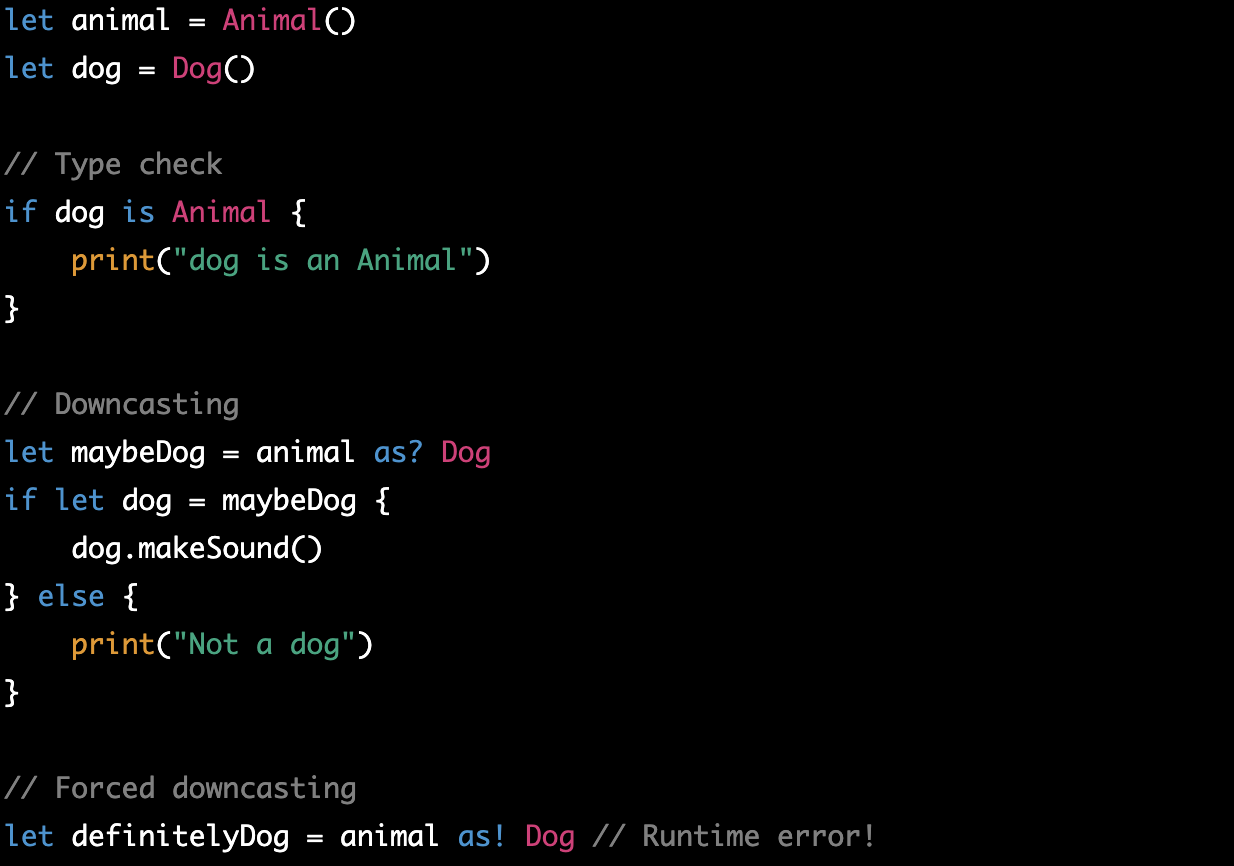 let animal = Animal()
let dog = Dog()
// Type check
if dog is Animal {
    print("dog is an Animal")
}
// Downcasting
let maybeDog = animal as? Dog
if let dog = maybeDog {
    dog.makeSound()
} else {
    print("Not a dog")
}
// Forced downcasting
let definitelyDog = animal as! Dog // Runtime error!